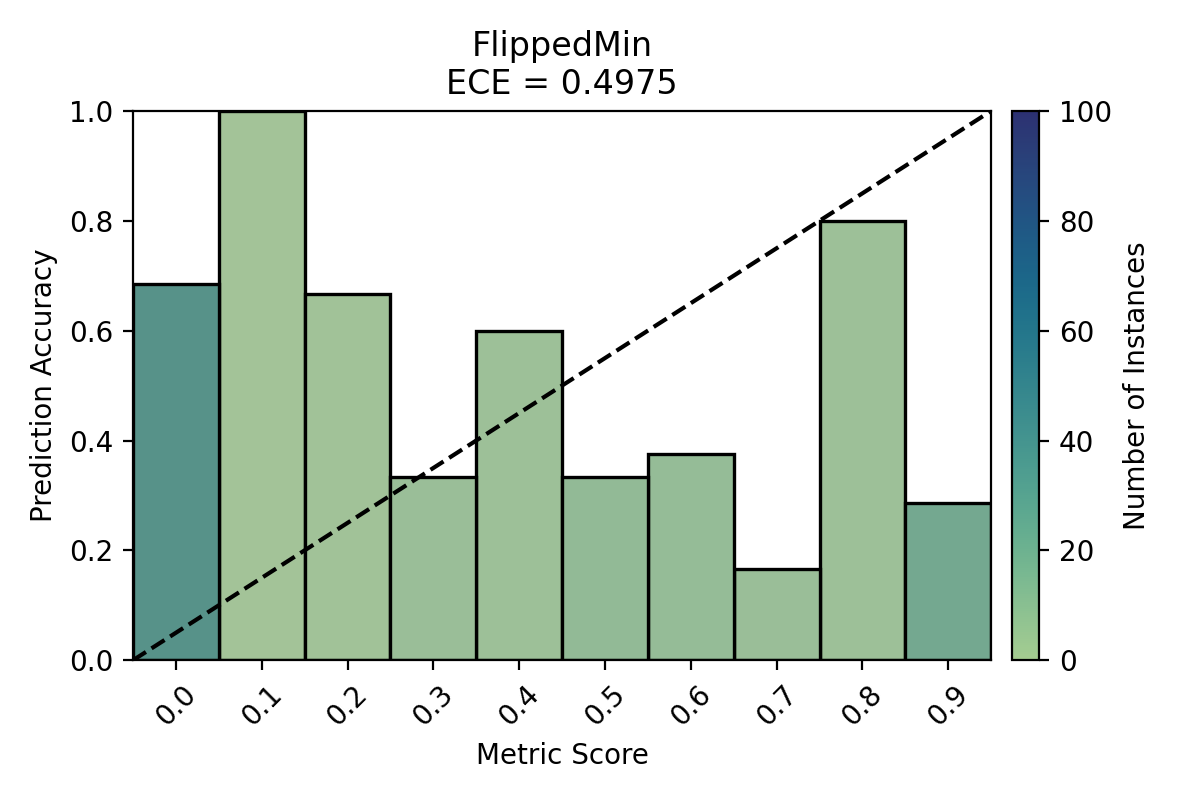 FlippedMin
ECE = 0.4975
Prediction Accuracy
1.0
0.8
0.6
0.4
0.2
0.0
0.0 0.1 0.2 0.3 0.4 0.5 0.6 0.7 0.8 0.9
Metric Score
100
80
60
40
20
0
Number of Instances